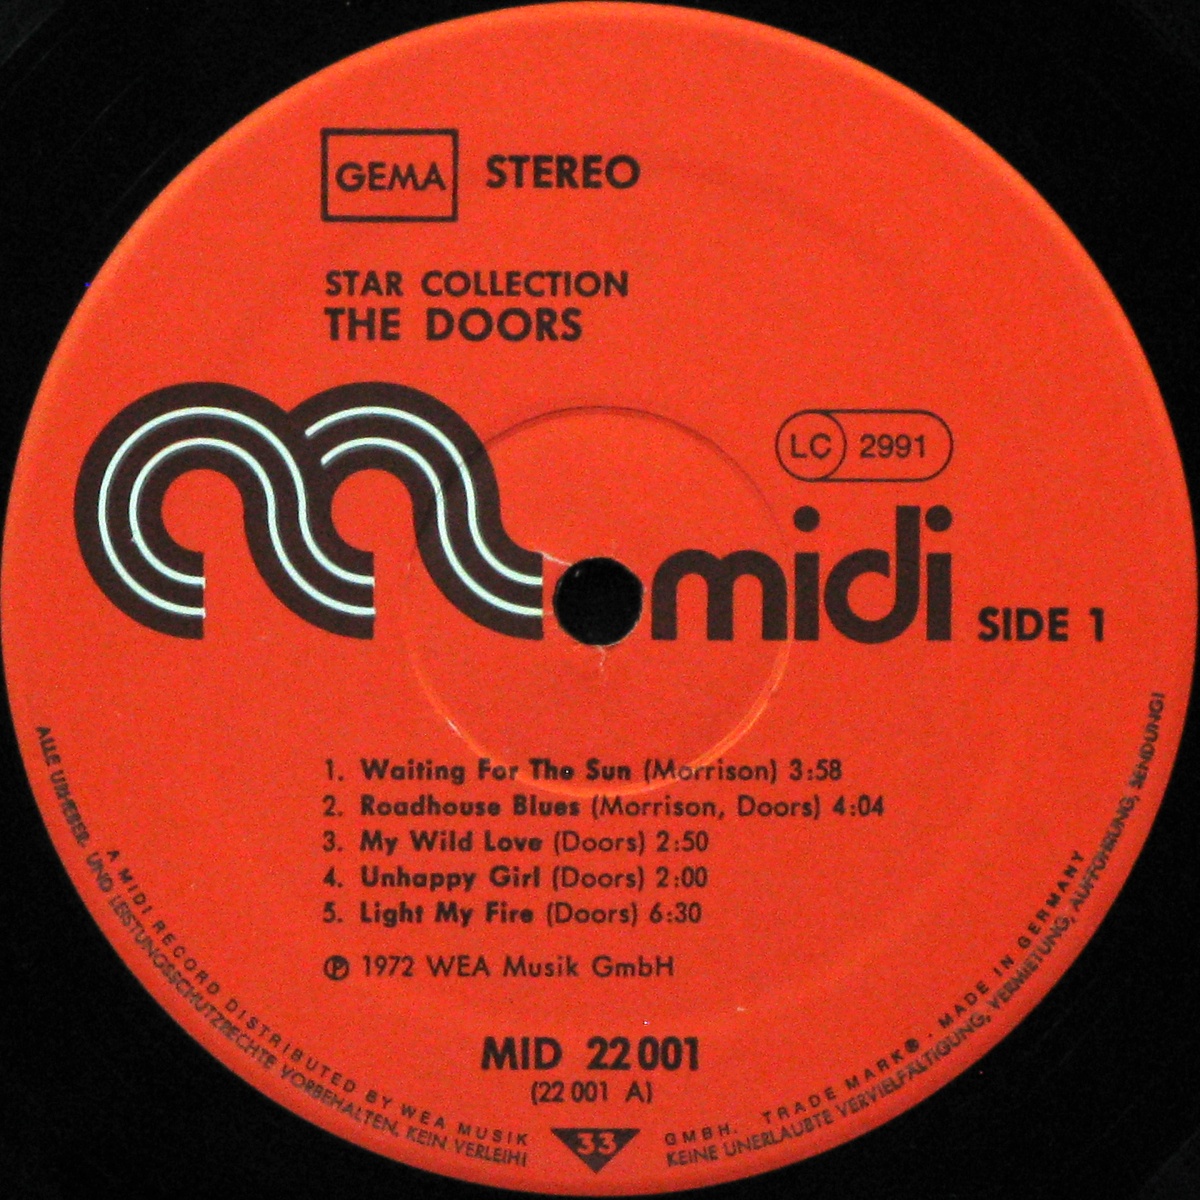 GEMA STEREO
STAR COLLECTION
THE DOORS
LC 2991
midi SIDE 1
1. Waiting For The Sun (Morrison) 3:58
2. Roadhouse Blues (Morrison, Doors) 4:04
3. My Wild Love (Doors) 2:50
4. Unhappy Girl (Doors) 2:00
5. Light My Fire (Doors) 6:30
℗ 1972 WEA Musik GmbH
MID 22 001
(22 001 A)
33
A MIDI RECORD DISTRIBUTED BY WEA MUSIK GMBH. TRADE MARK® · MADE IN GERMANY
ALLE URHEBER- UND LEISTUNGSSCHUTZRECHTE VORBEHALTEN. KEIN VERLEIH! KEINE UNERLAUBTE VERVIELFÄLTIGUNG, VERMIETUNG, AUFFÜHRUNG, SENDUNG!